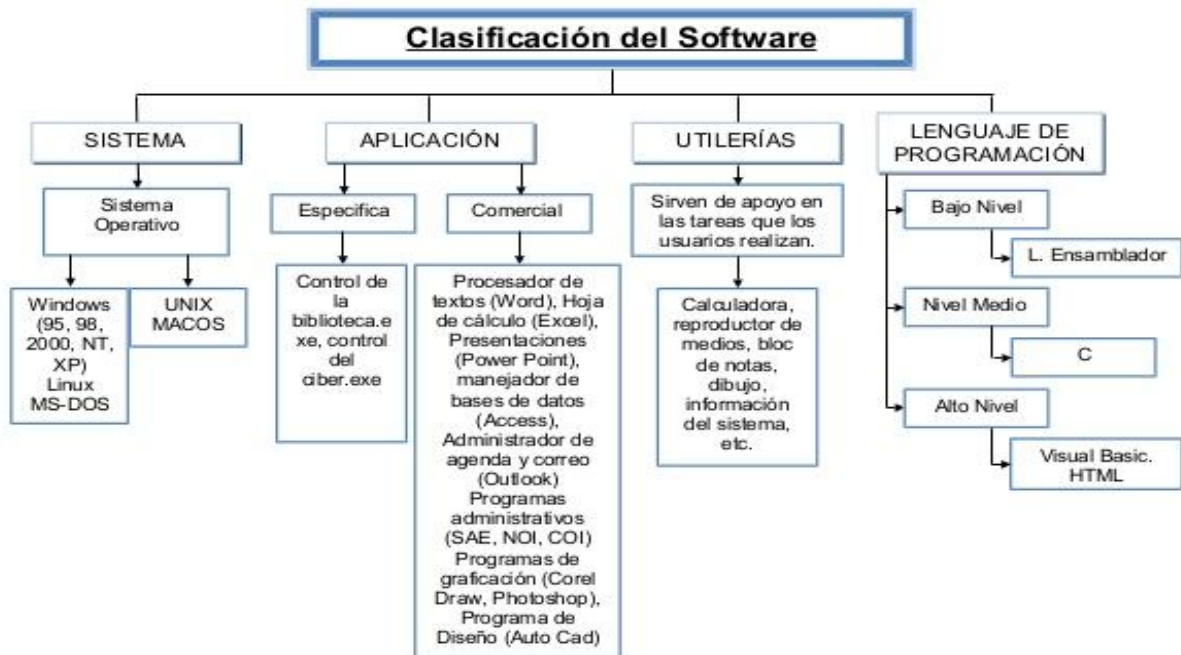 Clasificación del Software
SISTEMA
Sistema
Operativo
Windows
(95, 98,
2000, NT,
XP)
Linux
MS-DOS
UNIX
MACOS
APLICACIÓN
Especifica
Control de
la
biblioteca.e
xe, control
del
ciber.exe
Comercial
Procesador de
textos (Word), Hoja
de cálculo (Excel),
Presentaciones
(Power Point),
manejador de
bases de datos
(Access),
Administrador de
agenda y correo
(Outlook)
Programas
administrativos
(SAE, NOI, COI)
Programas de
graficación (Corel
Draw, Photoshop),
Programa de
Diseño (Auto Cad)
UTILERÍAS
Sirven de apoyo en
las tareas que los
usuarios realizan.
Calculadora,
reproductor de
medios, bloc de
notas, dibujo,
información
del sistema,
etc.
LENGUAJE DE
PROGRAMACIÓN
Bajo Nivel
L. Ensamblador
Nivel Medio
C
Alto Nivel
Visual Basic.
HTML